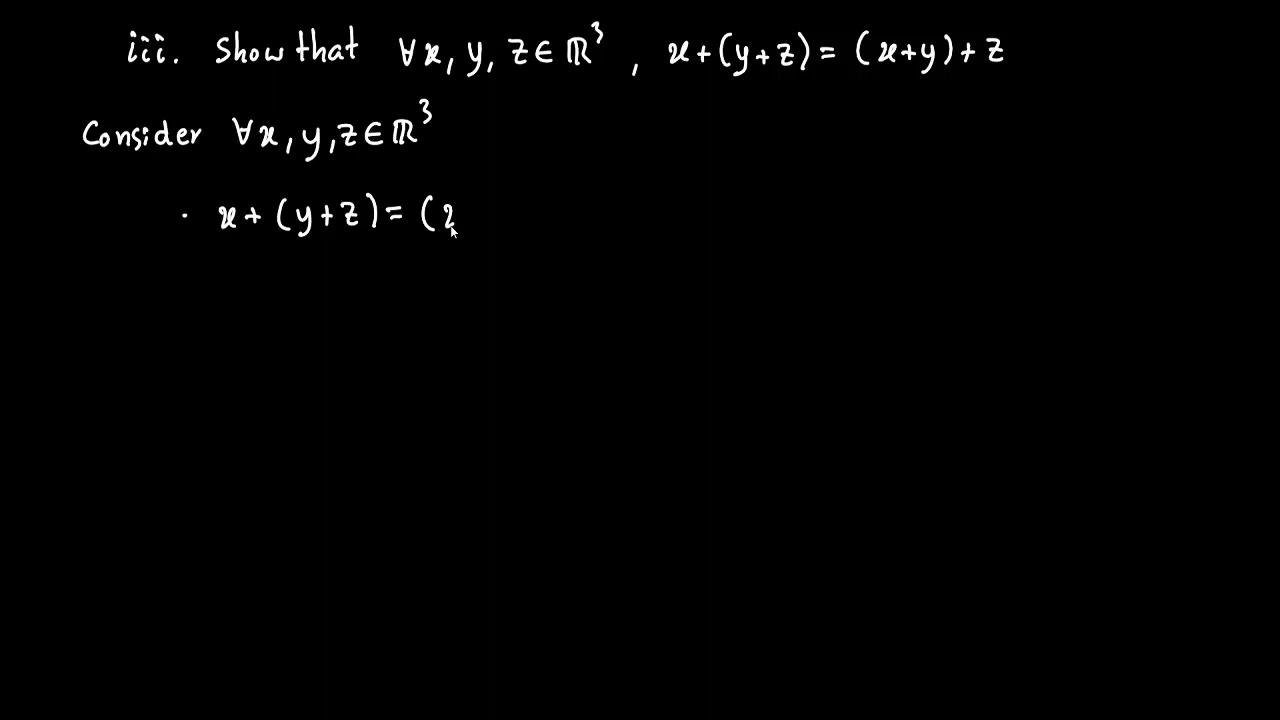 iii. Show that ∀x, y, z ∈ ℝ³, x+(y+z) = (x+y)+z
Consider ∀x, y, z ∈ ℝ³
· x+(y+z) = (